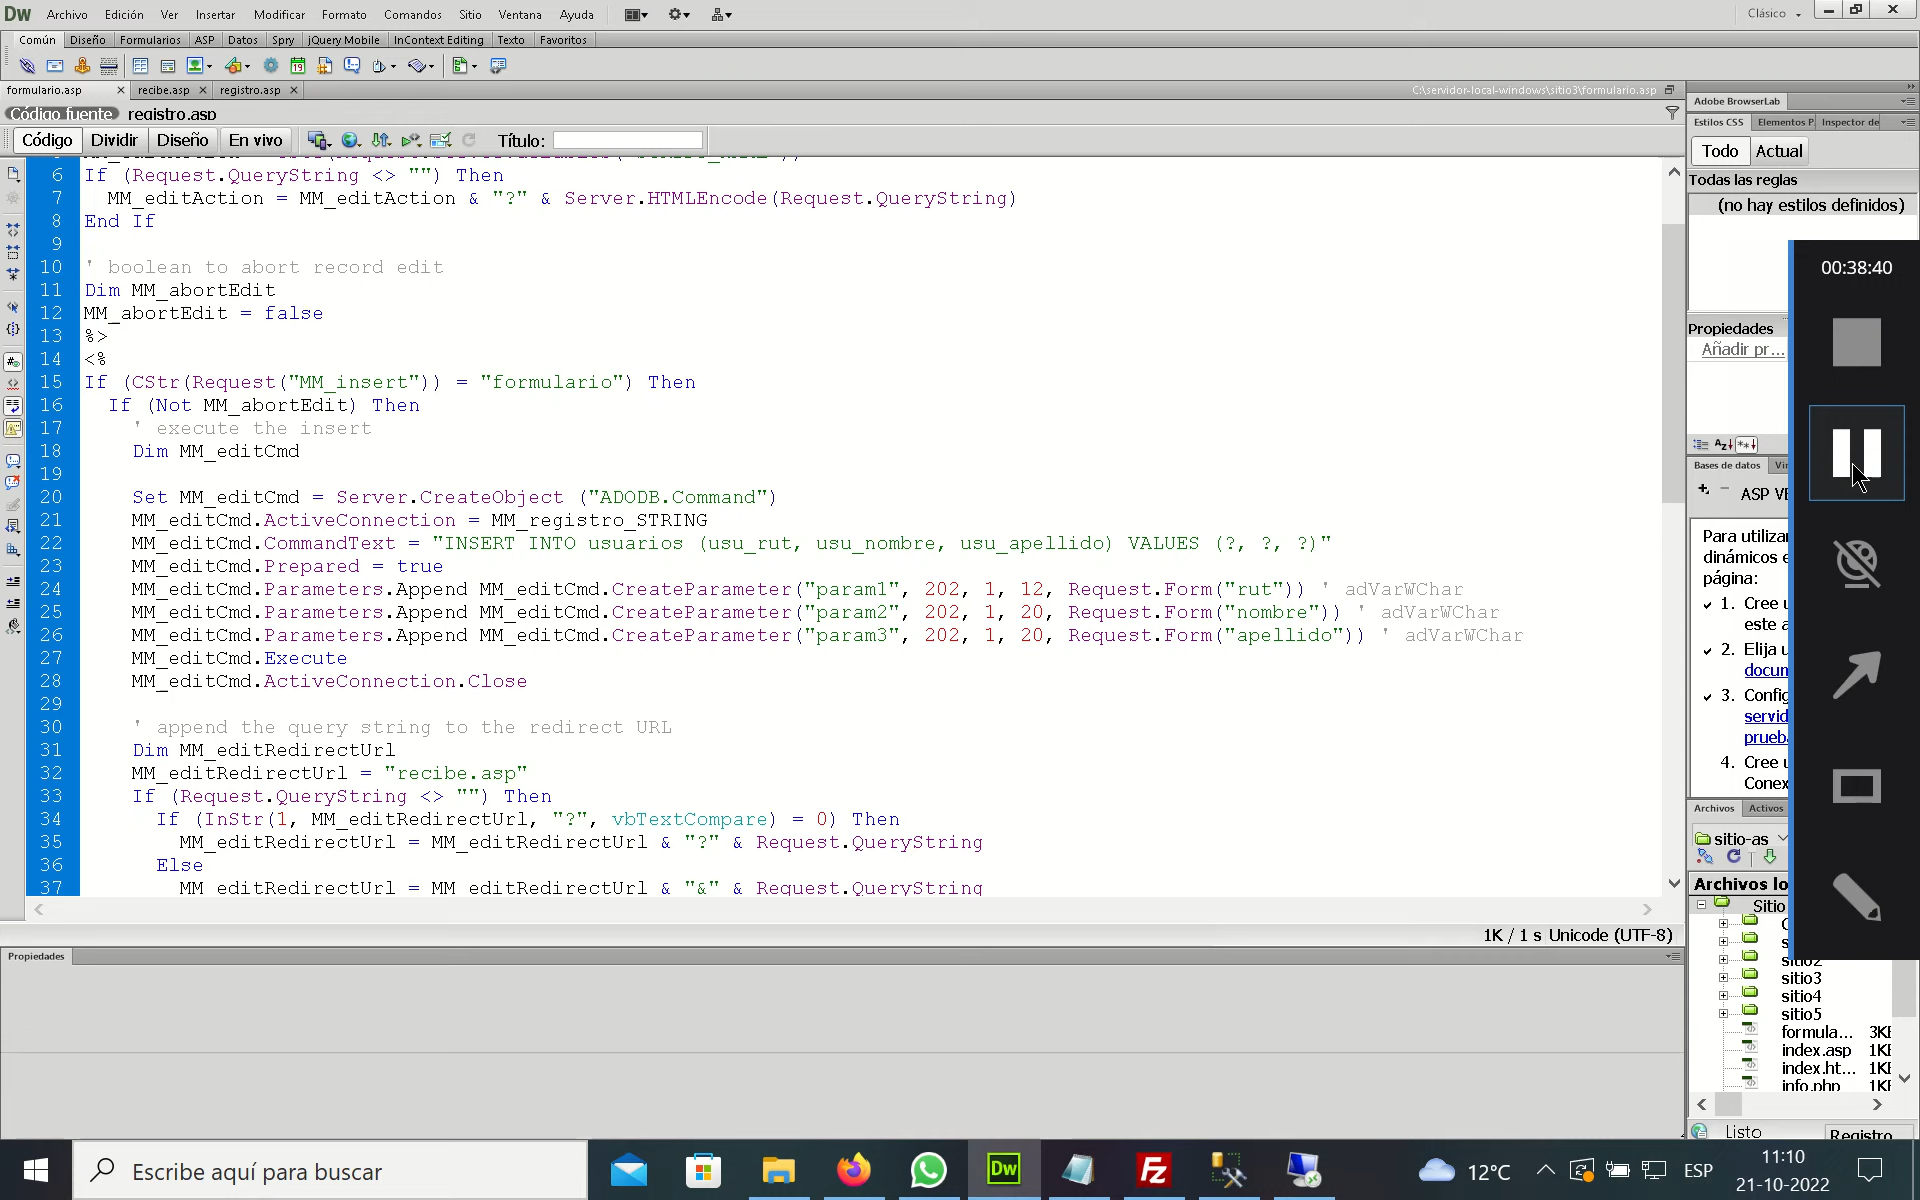 Dw Archivo Edición Ver Insertar Modificar Formato Comandos Sitio Ventana Ayuda Clásico
Común Diseño Formularios ASP Datos Spry jQuery Mobile InContext Editing Texto Favoritos
formulario.asp recibe.asp registro.asp C:\servidor-local-windows\sitio3\formulario.asp
Código fuente registro.asp
Código Dividir Diseño En vivo Título:
6 If (Request.QueryString <> "") Then
7 MM_editAction = MM_editAction & "?" & Server.HTMLEncode(Request.QueryString)
8 End If
9
10 ' boolean to abort record edit
11 Dim MM_abortEdit
12 MM_abortEdit = false
13 %>
14 <%
15 If (CStr(Request("MM_insert")) = "formulario") Then
16 If (Not MM_abortEdit) Then
17 ' execute the insert
18 Dim MM_editCmd
19
20 Set MM_editCmd = Server.CreateObject ("ADODB.Command")
21 MM_editCmd.ActiveConnection = MM_registro_STRING
22 MM_editCmd.CommandText = "INSERT INTO usuarios (usu_rut, usu_nombre, usu_apellido) VALUES (?, ?, ?)"
23 MM_editCmd.Prepared = true
24 MM_editCmd.Parameters.Append MM_editCmd.CreateParameter("param1", 202, 1, 12, Request.Form("rut")) ' adVarWChar
25 MM_editCmd.Parameters.Append MM_editCmd.CreateParameter("param2", 202, 1, 20, Request.Form("nombre")) ' adVarWChar
26 MM_editCmd.Parameters.Append MM_editCmd.CreateParameter("param3", 202, 1, 20, Request.Form("apellido")) ' adVarWChar
27 MM_editCmd.Execute
28 MM_editCmd.ActiveConnection.Close
29
30 ' append the query string to the redirect URL
31 Dim MM_editRedirectUrl
32 MM_editRedirectUrl = "recibe.asp"
33 If (Request.QueryString <> "") Then
34 If (InStr(1, MM_editRedirectUrl, "?", vbTextCompare) = 0) Then
35 MM_editRedirectUrl = MM_editRedirectUrl & "?" & Request.QueryString
36 Else
37 MM_editRedirectUrl = MM_editRedirectUrl & "&" & Request.QueryString
1K / 1 s Unicode (UTF-8)
Propiedades
Adobe BrowserLab
Estilos CSS Elementos P Inspector de
Todo Actual
Todas las reglas
(no hay estilos definidos)
00:38:40
Propiedades
Añadir pr...
Bases de datos
ASP
Para utilizar
dinámicos e
página:
1. Cree u
este a
2. Elija u
docum
3. Config
servid
prueba
4. Cree u
Conex
Archivos Activos
sitio-as
Archivos lo
Sitio
sitio2
sitio3
sitio4
sitio5
formula... 3KE
index.asp 1KE
index.ht... 1KE
info.php 1KE
Listo Registro
Escribe aquí para buscar
Dw
Fz
12°C
ESP
11:10
21-10-2022